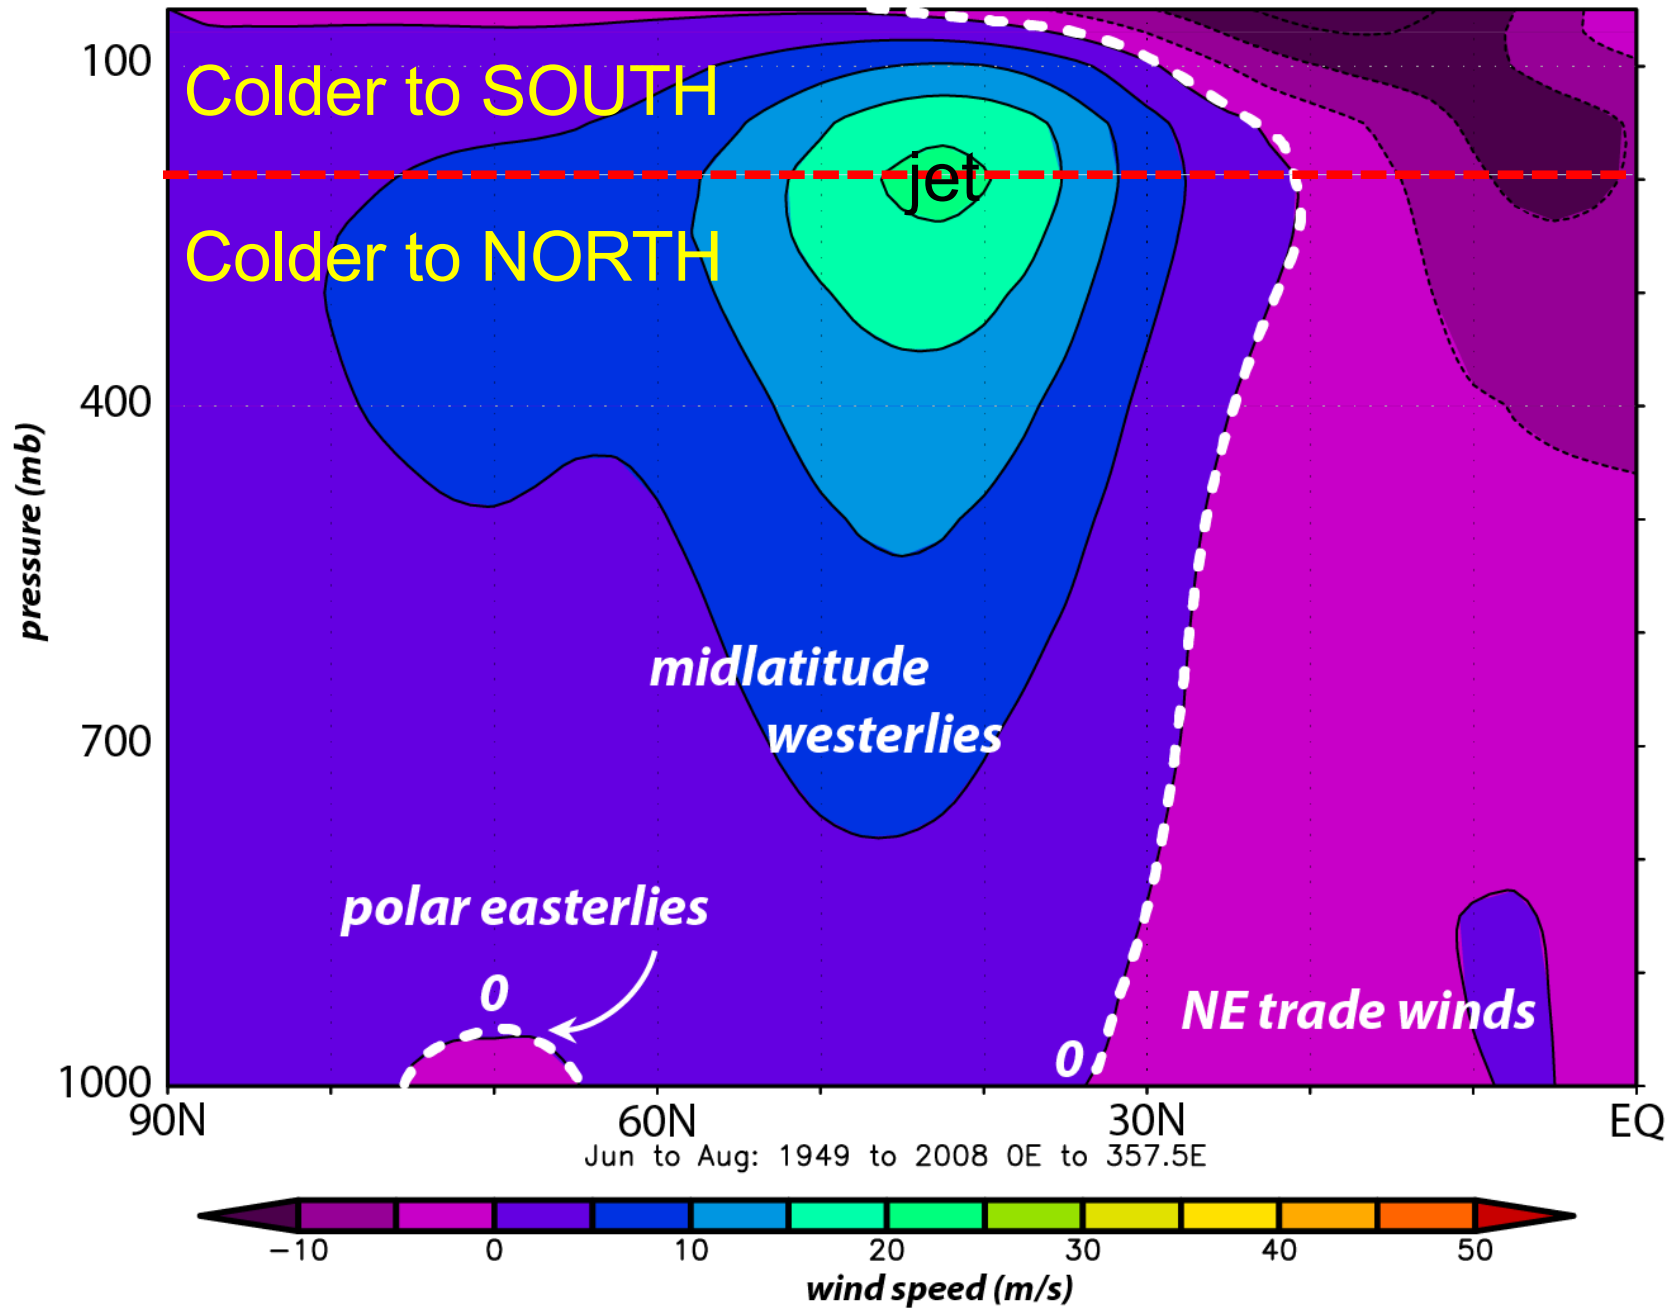 100
Colder to SOUTH
jet
Colder to NORTH
400
pressure (mb)
midlatitude
westerlies
700
polar easterlies
0
NE trade winds
0
1000
90N 60N 30N EQ
Jun to Aug: 1949 to 2008 0E to 357.5E
-10 0 10 20 30 40 50
wind speed (m/s)